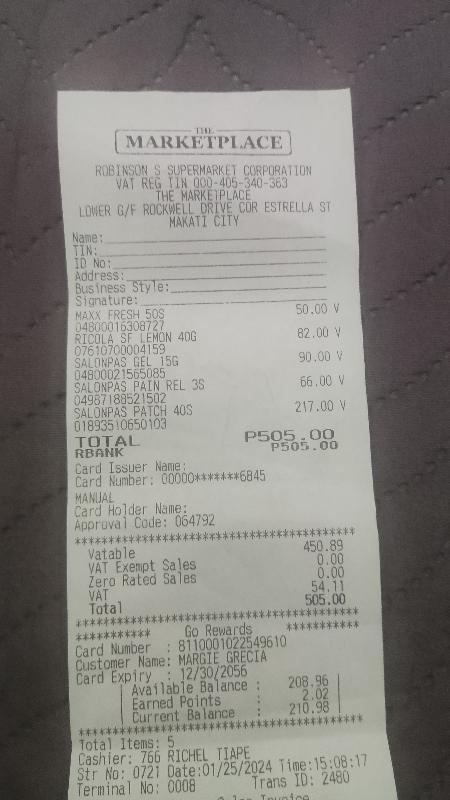 THE
MARKETPLACE
ROBINSON S SUPERMARKET CORPORATION
VAT REG TIN 000-405-340-363
THE MARKETPLACE
LOWER G/F ROCKWELL DRIVE COR ESTRELLA ST
MAKATI CITY
Name:
TIN:
ID No:
Address:
Business Style:
Signature:
MAXX FRESH 50S 50.00 V
04800016308727
RICOLA SF LEMON 40G 82.00 V
07610700004159
SALONPAS GEL 15G 90.00 V
04800021565085
SALONPAS PAIN REL 3S 66.00 V
04987188521502
SALONPAS PATCH 40S 217.00 V
01893510650103
TOTAL P505.00
RBANK P505.00
Card Issuer Name:
Card Number: 00000*******6845
MANUAL
Card Holder Name:
Approval Code: 064792
****************************************
Vatable 450.89
VAT Exempt Sales 0.00
Zero Rated Sales 0.00
VAT 54.11
Total 505.00
****************************************
*********** Go Rewards ***********
Card Number : 8110001022549610
Customer Name: MARGIE GRECIA
Card Expiry : 12/30/2056
| Available Balance : 208.96 |
| Earned Points : 2.02 |
| Current Balance : 210.98 |
****************************************
Total Items: 5
Cashier: 766 RICHEL TIAPE
Str No: 0721 Date:01/25/2024 Time:15:08:17
Terminal No: 0008 Trans ID: 2480
Invoice